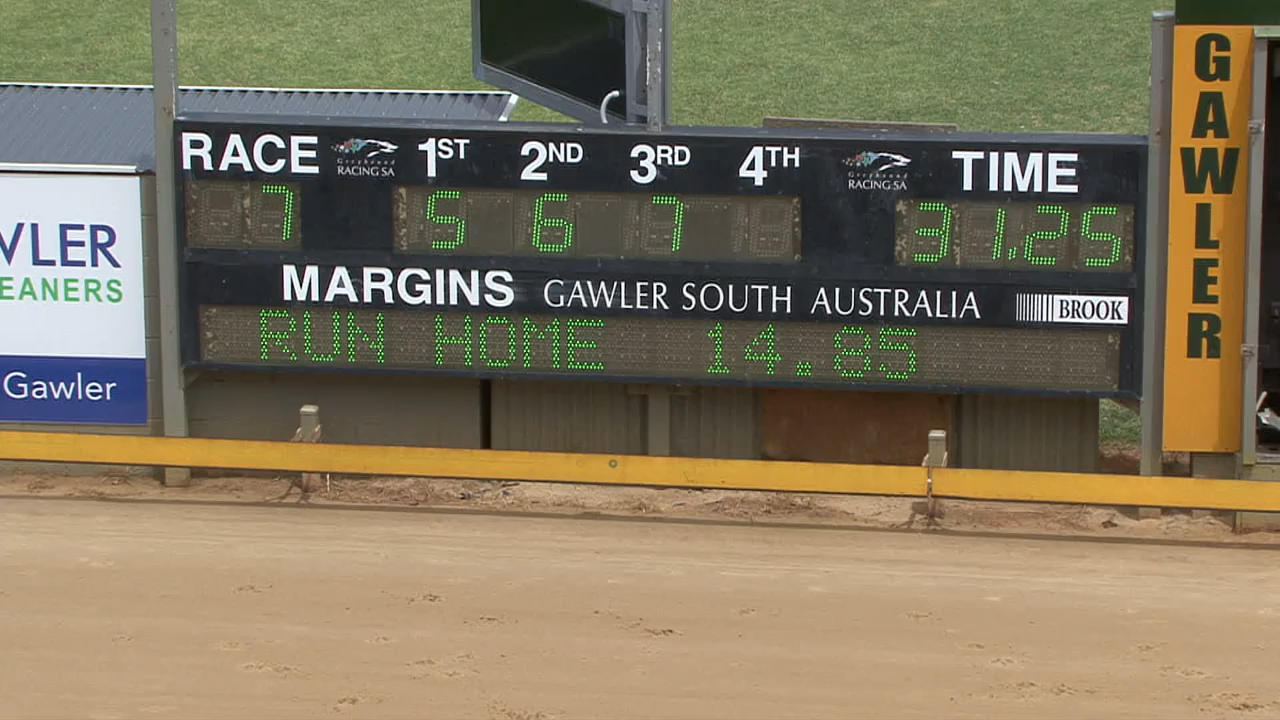 RACE Greyhound RACING SA 1ST 2ND 3RD 4TH Greyhound RACING SA TIME
7 5 6 7 31.25
MARGINS GAWLER SOUTH AUSTRALIA BROOK
RUN HOME 14.85
VLER
EANERS
Gawler
GAWLER